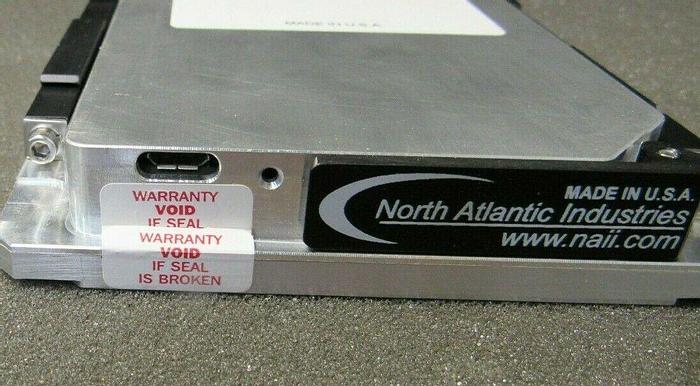 MADE IN U.S.A.
WARRANTY
VOID
IF SEAL
WARRANTY
VOID
IF SEAL
IS BROKEN
MADE IN U.S.A.
North Atlantic Industries
www.naii.com